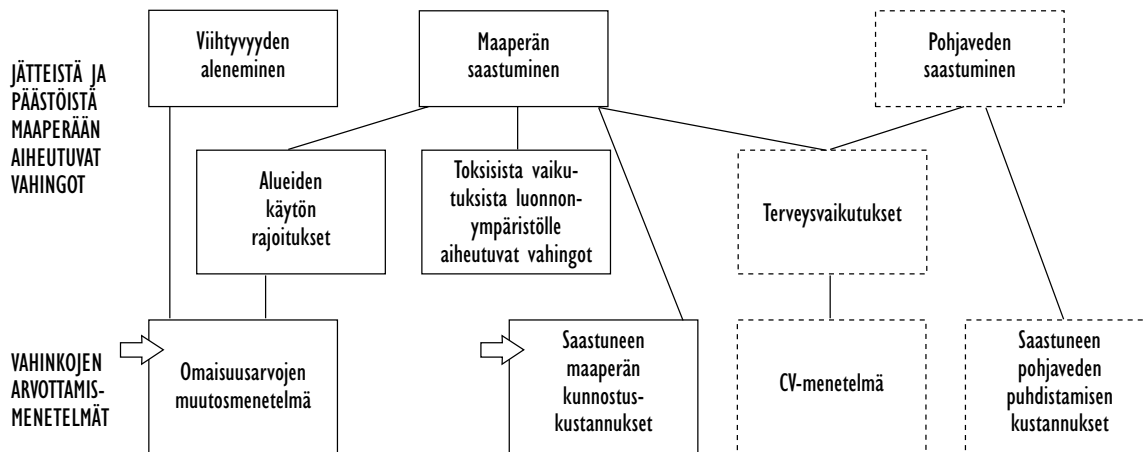 JÄTTEISTÄ JA
PÄÄSTÖISTÄ
MAAPERÄÄN
AIHEUTUVAT
VAHINGOT
Viihtyvyyden
aleneminen
Maaperän
saastuminen
Pohjaveden
saastuminen
Alueiden
käytön
rajoitukset
Toksisista vaiku-
tuksista luonnon-
ympäristölle
aiheutuvat vahingot
Terveysvaikutukset
VAHINKOJEN
ARVOTTAMIS-
MENETELMÄT
Omaisuusarvojen
muutosmenetelmä
Saastuneen
maaperän
kunnostus-
kustannukset
CV-menetelmä
Saastuneen
pohjaveden
puhdistamisen
kustannukset